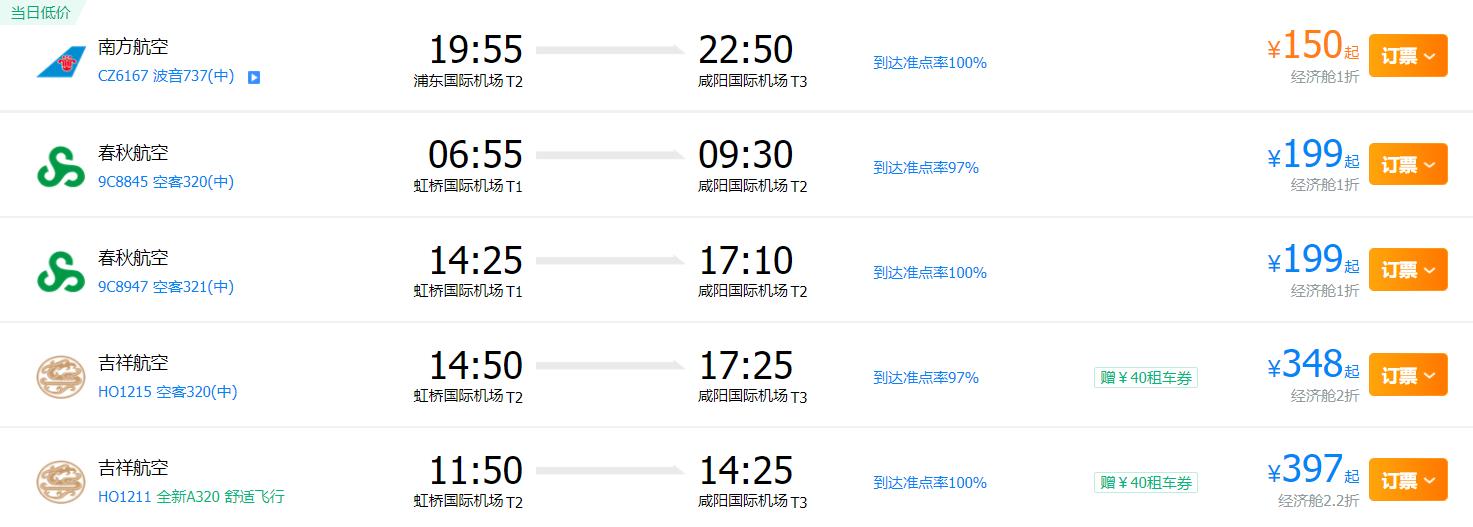 当日低价
南方航空
CZ6167 波音737(中)
19:55
浦东国际机场 T2
22:50
咸阳国际机场 T3
到达准点率100%
¥150起
经济舱1折
订票
春秋航空
9C8845 空客320(中)
06:55
虹桥国际机场 T1
09:30
咸阳国际机场 T2
到达准点率97%
¥199起
经济舱1折
订票
春秋航空
9C8947 空客321(中)
14:25
虹桥国际机场 T1
17:10
咸阳国际机场 T2
到达准点率100%
¥199起
经济舱1折
订票
吉祥航空
HO1215 空客320(中)
14:50
虹桥国际机场 T2
17:25
咸阳国际机场 T3
到达准点率97%
赠¥40租车券
¥348起
经济舱2折
订票
吉祥航空
HO1211 全新A320 舒适飞行
11:50
虹桥国际机场 T2
14:25
咸阳国际机场 T3
到达准点率100%
赠¥40租车券
¥397起
经济舱2.2折
订票